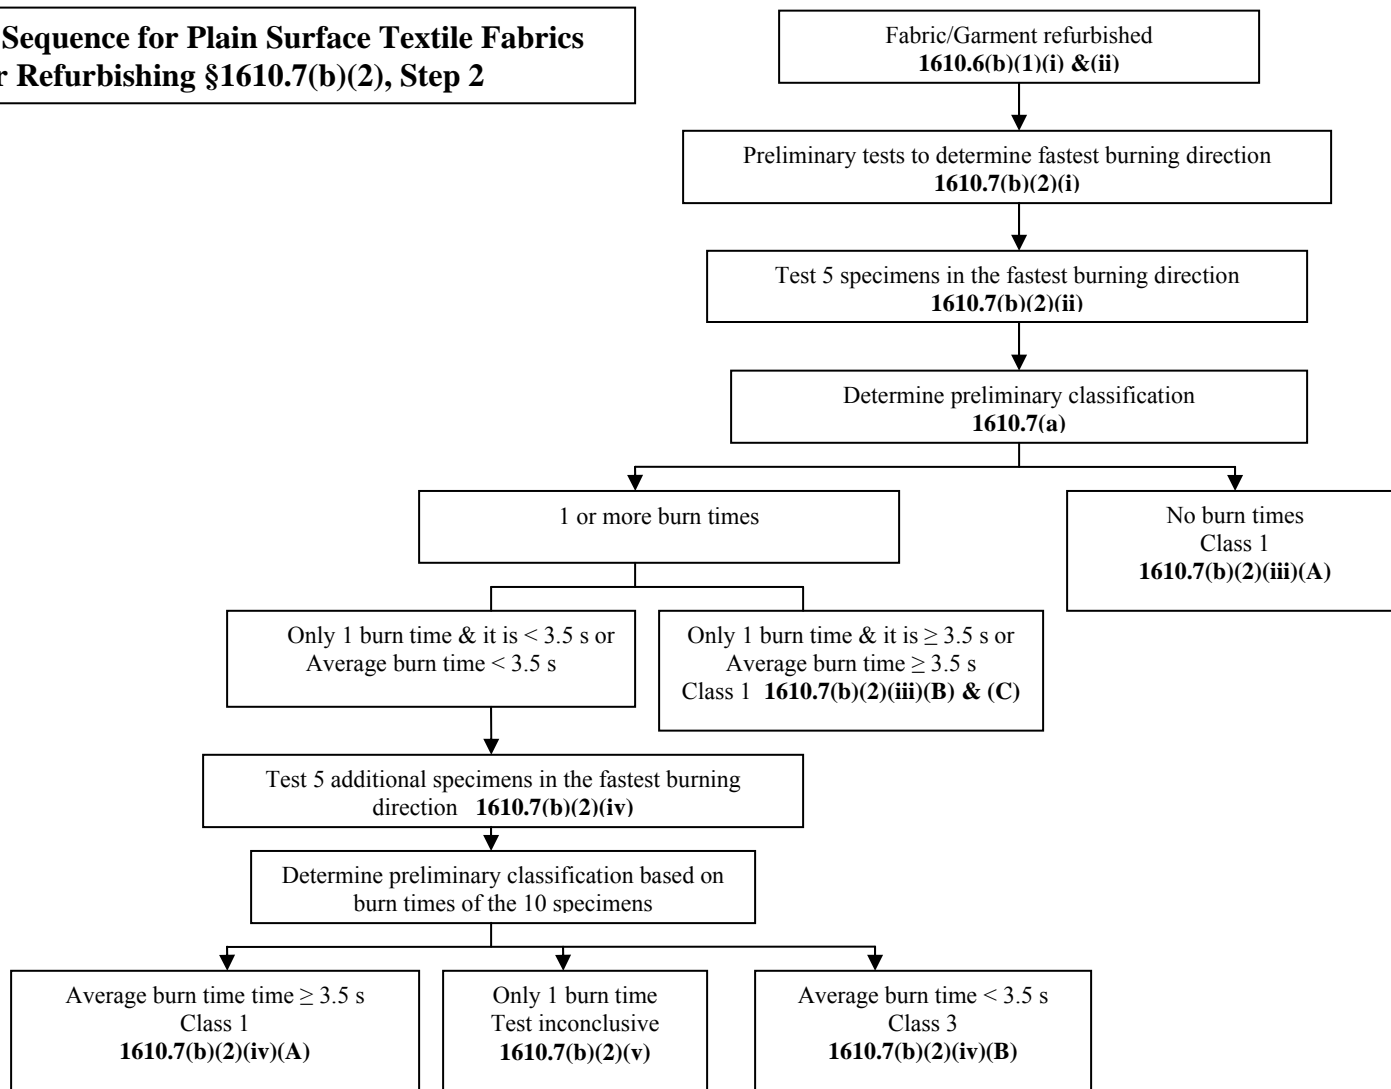 Sequence for Plain Surface Textile Fabrics
r Refurbishing §1610.7(b)(2), Step 2
Fabric/Garment refurbished
1610.6(b)(1)(i) &(ii)
Preliminary tests to determine fastest burning direction
1610.7(b)(2)(i)
Test 5 specimens in the fastest burning direction
1610.7(b)(2)(ii)
Determine preliminary classification
1610.7(a)
1 or more burn times
No burn times
Class 1
1610.7(b)(2)(iii)(A)
Only 1 burn time & it is < 3.5 s or
Average burn time < 3.5 s
Only 1 burn time & it is ≥ 3.5 s or
Average burn time ≥ 3.5 s
Class 1 1610.7(b)(2)(iii)(B) & (C)
Test 5 additional specimens in the fastest burning
direction 1610.7(b)(2)(iv)
Determine preliminary classification based on
burn times of the 10 specimens
Average burn time time ≥ 3.5 s
Class 1
1610.7(b)(2)(iv)(A)
Only 1 burn time
Test inconclusive
1610.7(b)(2)(v)
Average burn time < 3.5 s
Class 3
1610.7(b)(2)(iv)(B)